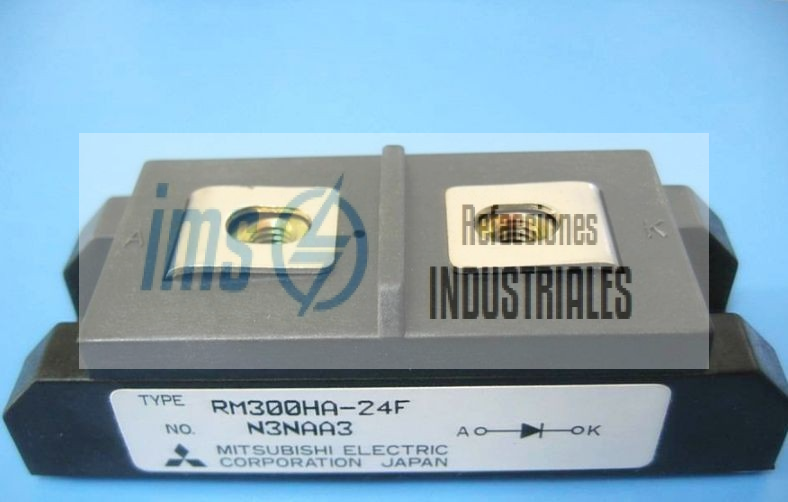 A
K
ims
Refacciones
INDUSTRIALES
TYPE RM300HA-24F
NO. N3NAA3
A K
MITSUBISHI ELECTRIC
CORPORATION JAPAN